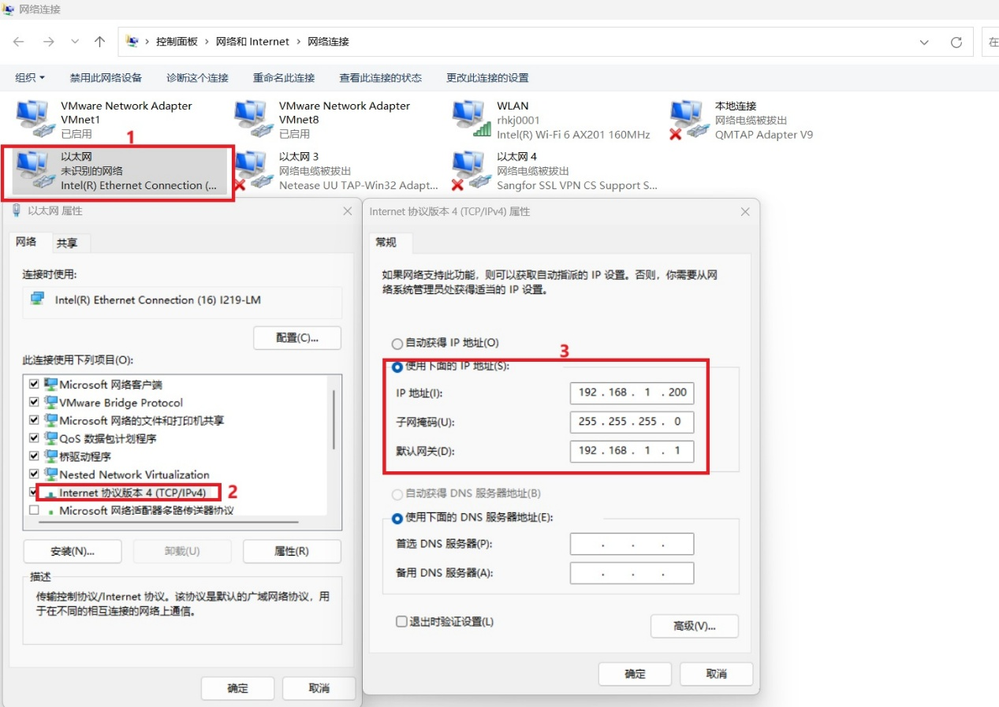 网络连接
控制面板 › 网络和 Internet › 网络连接
在
组织 禁用此网络设备 诊断这个连接 重命名此连接 查看此连接的状态 更改此连接的设置
VMware Network Adapter
VMnet1
已启用
VMware Network Adapter
VMnet8
已启用
WLAN
rhkj0001
Intel(R) Wi-Fi 6 AX201 160MHz
本地连接
网络电缆被拔出
QMTAP Adapter V9
1
以太网
未识别的网络
Intel(R) Ethernet Connection (...
以太网 3
网络电缆被拔出
Netease UU TAP-Win32 Adapt...
以太网 4
网络电缆被拔出
Sangfor SSL VPN CS Support S...
以太网 属性
网络 共享
连接时使用:
Intel(R) Ethernet Connection (16) I219-LM
配置(C)...
此连接使用下列项目(O):
Microsoft 网络客户端
VMware Bridge Protocol
Microsoft 网络的文件和打印机共享
QoS 数据包计划程序
桥驱动程序
Nested Network Virtualization
Internet 协议版本 4 (TCP/IPv4)
2
Microsoft 网络适配器多路传送器协议
安装(N)... 卸载(U) 属性(R)
描述
传输控制协议/Internet 协议。该协议是默认的广域网络协议，用
于在不同的相互连接的网络上通信。
确定 取消
Internet 协议版本 4 (TCP/IPv4) 属性
常规
如果网络支持此功能，则可以获取自动指派的 IP 设置。否则，你需要从网
络系统管理员处获得适当的 IP 设置。
自动获得 IP 地址(O)
3
使用下面的 IP 地址(S):
IP 地址(I): 192 . 168 . 1 . 200
子网掩码(U): 255 . 255 . 255 . 0
默认网关(D): 192 . 168 . 1 . 1
自动获得 DNS 服务器地址(B)
使用下面的 DNS 服务器地址(E):
首选 DNS 服务器(P): . . .
备用 DNS 服务器(A): . . .
退出时验证设置(L)
高级(V)...
确定 取消